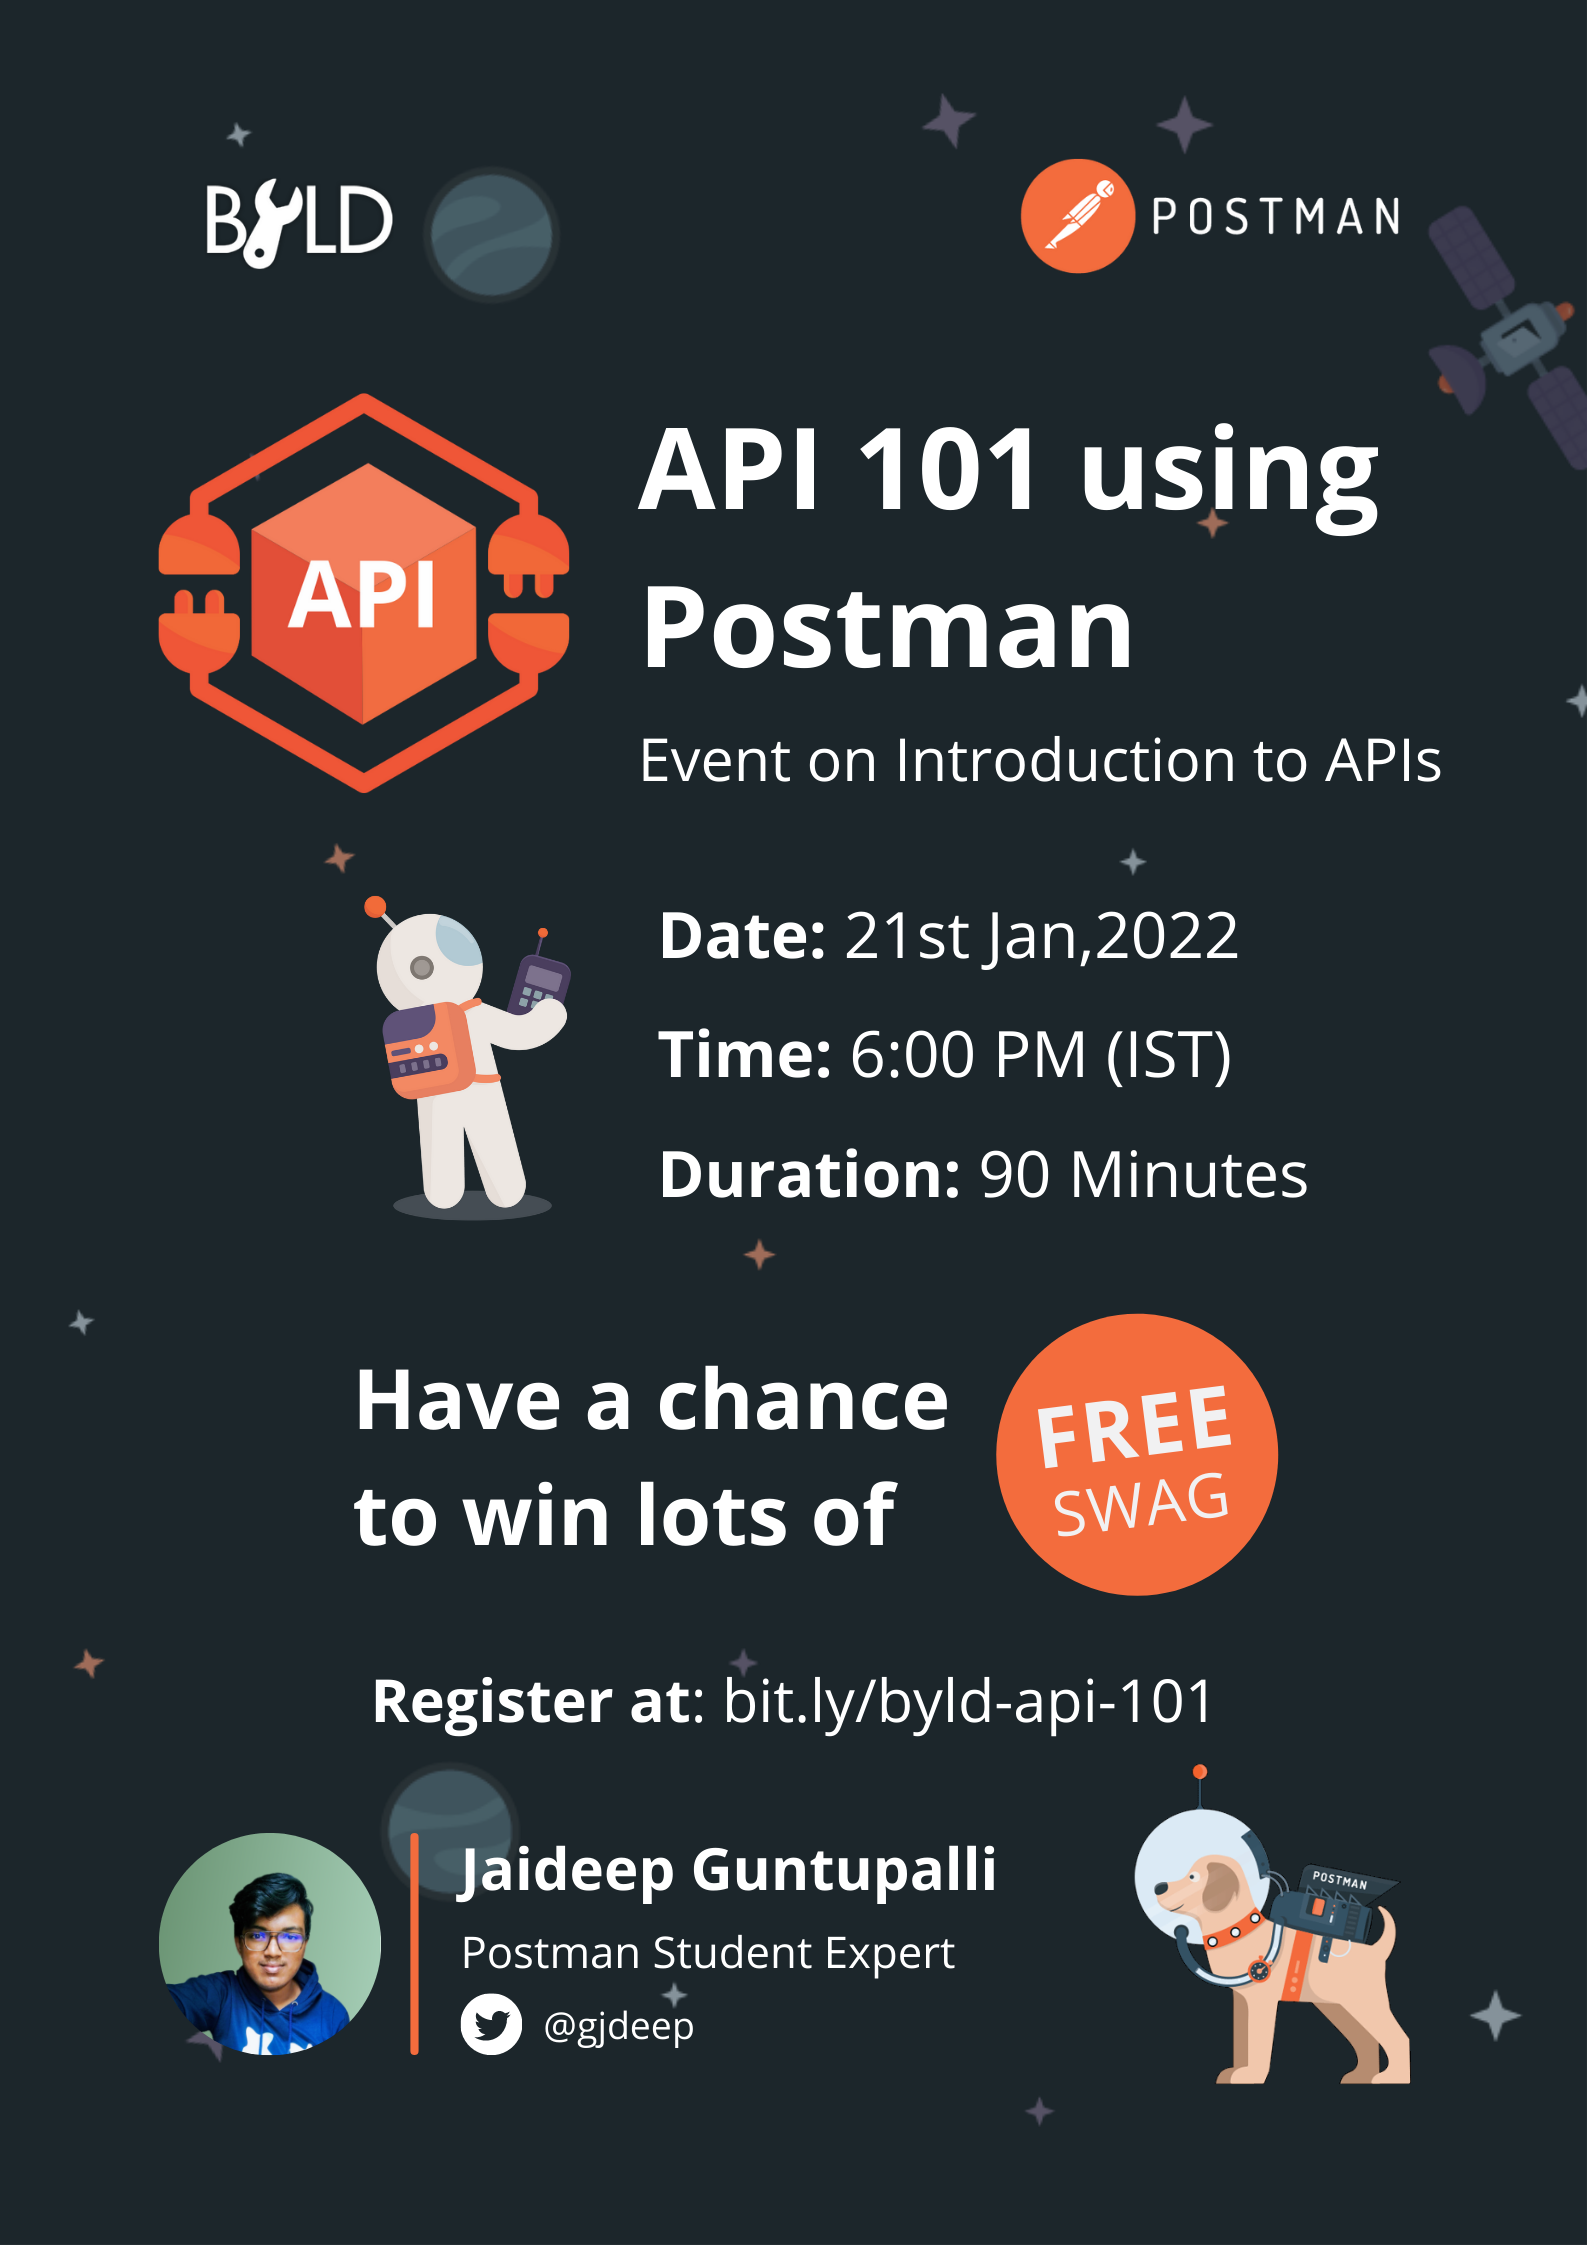 BYLD
POSTMAN
API
API 101 using
Postman
Event on Introduction to APIs
Date: 21st Jan,2022
Time: 6:00 PM (IST)
Duration: 90 Minutes
Have a chance
to win lots of
FREE
SWAG
Register at: bit.ly/byld-api-101
Jaideep Guntupalli
Postman Student Expert
@gjdeep
POSTMAN